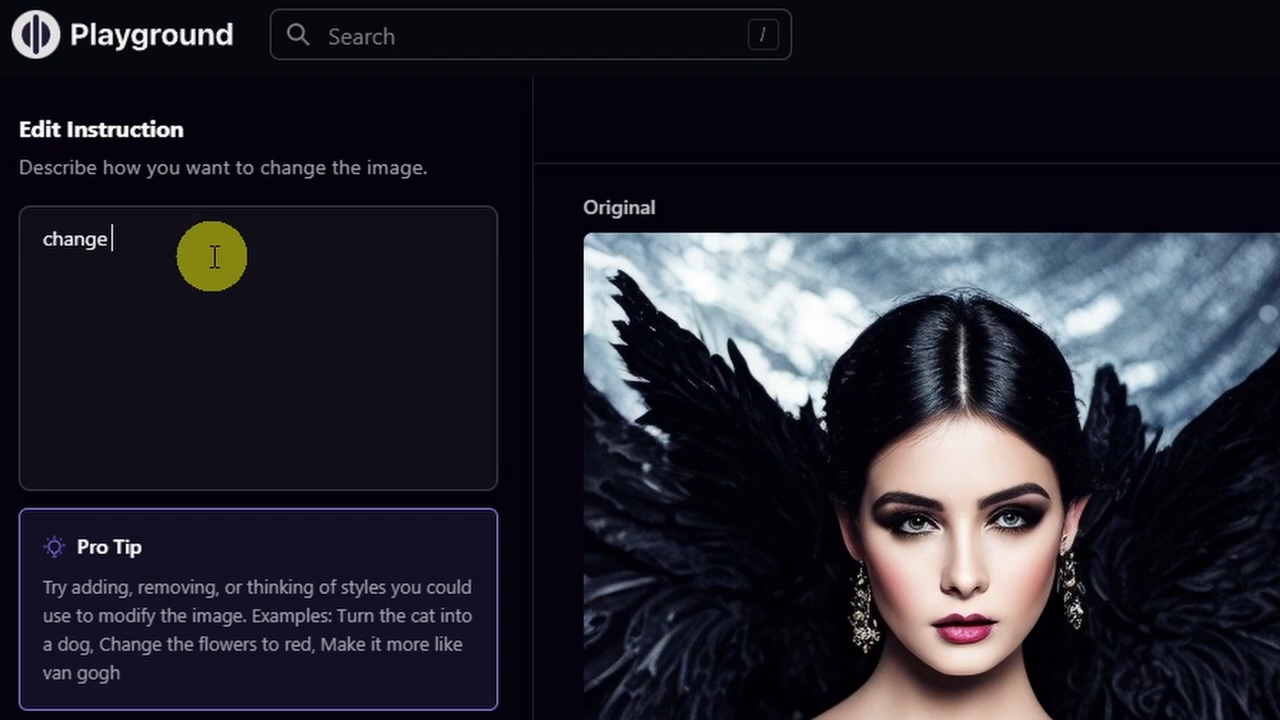 Playground
Search
/
Edit Instruction
Describe how you want to change the image.
change
Pro Tip
Try adding, removing, or thinking of styles you could
use to modify the image. Examples: Turn the cat into
a dog, Change the flowers to red, Make it more like
van gogh
Original